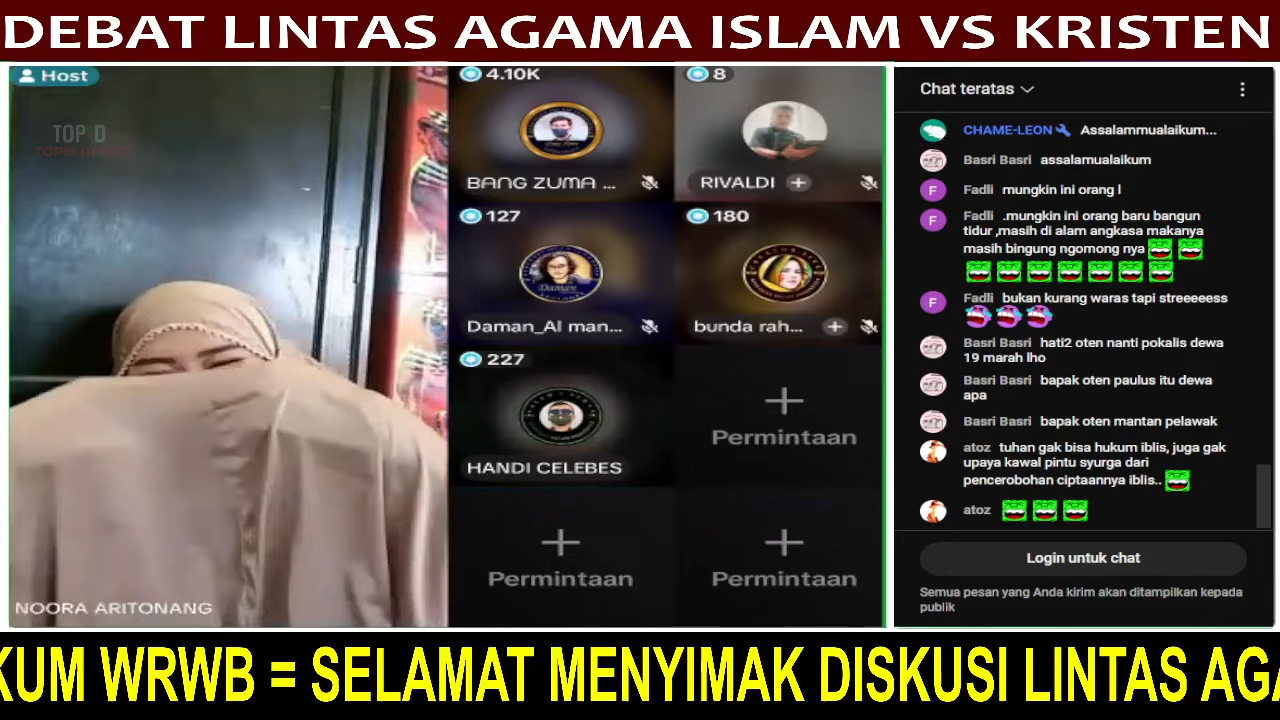 DEBAT LINTAS AGAMA ISLAM VS KRISTEN
Host
TOP D
TOPIK DEBAT
NOORA ARITONANG
4.10K
BANG ZUMA ...
8
RIVALDI
127
Daman_Al man...
180
bunda rah...
227
HANDI CELEBES
Permintaan
Permintaan
Permintaan
Chat teratas
CHAME-LEON Assalammualaikum...
Basri Basri assalamualaikum
Fadli mungkin ini orang l
Fadli .mungkin ini orang baru bangun
tidur ,masih di alam angkasa makanya
masih bingung ngomong nya
Fadli bukan kurang waras tapi streeeeess
Basri Basri hati2 oten nanti pokalis dewa
19 marah lho
Basri Basri bapak oten paulus itu dewa
apa
Basri Basri bapak oten mantan pelawak
atoz tuhan gak bisa hukum iblis, juga gak
upaya kawal pintu syurga dari
pencerobohan ciptaannya iblis..
atoz
Login untuk chat
Semua pesan yang Anda kirim akan ditampilkan kepada
publik
KUM WRWB = SELAMAT MENYIMAK DISKUSI LINTAS AGA